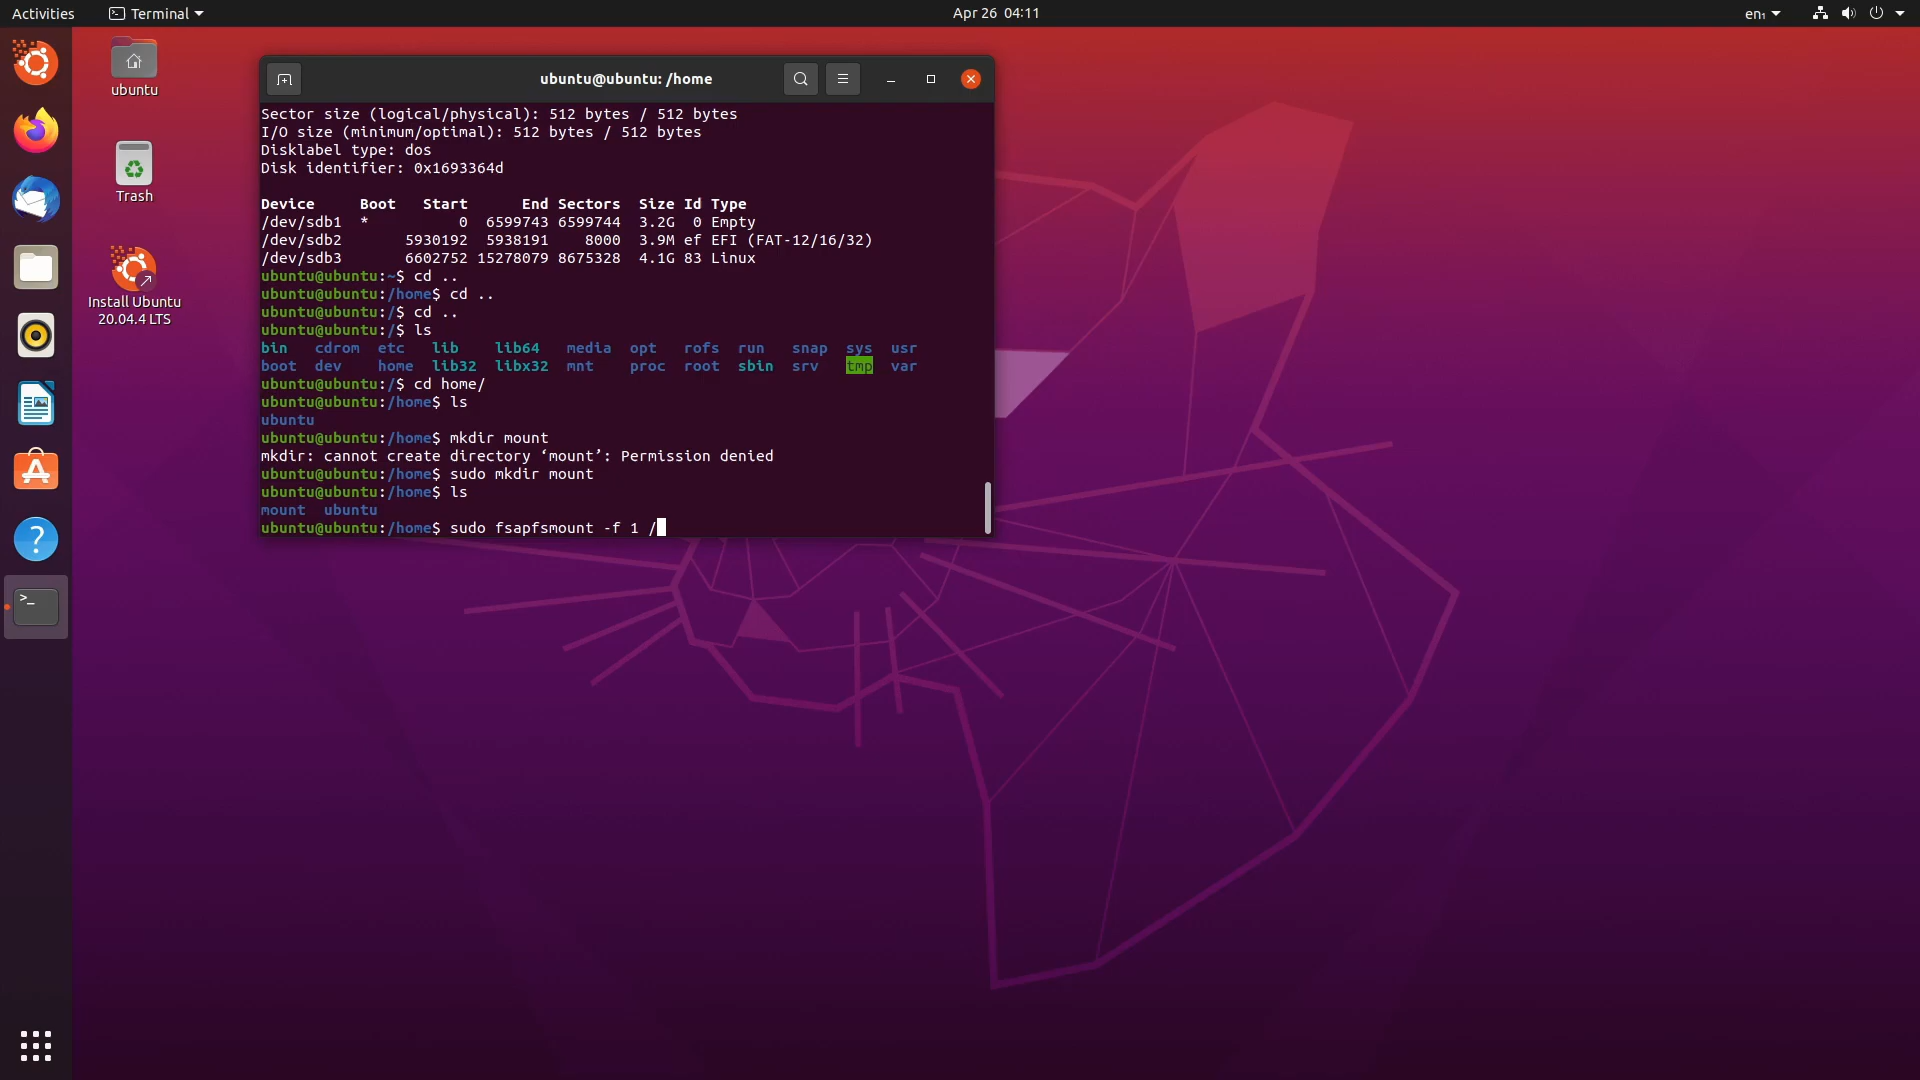 Activities
Terminal
Apr 26 04:11
en₁
ubuntu
Trash
Install Ubuntu
20.04.4 LTS
ubuntu@ubuntu: /home
Sector size (logical/physical): 512 bytes / 512 bytes
I/O size (minimum/optimal): 512 bytes / 512 bytes
Disklabel type: dos
Disk identifier: 0x1693364d
Device     Boot   Start      End Sectors  Size Id Type
/dev/sdb1  *          0  6599743 6599744  3.2G  0 Empty
/dev/sdb2       5930192  5938191    8000  3.9M ef EFI (FAT-12/16/32)
/dev/sdb3       6602752 15278079 8675328  4.1G 83 Linux
ubuntu@ubuntu:~$ cd ..
ubuntu@ubuntu:/home$ cd ..
ubuntu@ubuntu:/$ cd ..
ubuntu@ubuntu:/$ ls
bin   cdrom  etc   lib    lib64   media  opt   rofs  run   snap  sys  usr
boot  dev    home  lib32  libx32  mnt    proc  root  sbin  srv   tmp  var
ubuntu@ubuntu:/$ cd home/
ubuntu@ubuntu:/home$ ls
ubuntu
ubuntu@ubuntu:/home$ mkdir mount
mkdir: cannot create directory ‘mount’: Permission denied
ubuntu@ubuntu:/home$ sudo mkdir mount
ubuntu@ubuntu:/home$ ls
mount  ubuntu
ubuntu@ubuntu:/home$ sudo fsapfsmount -f 1 /